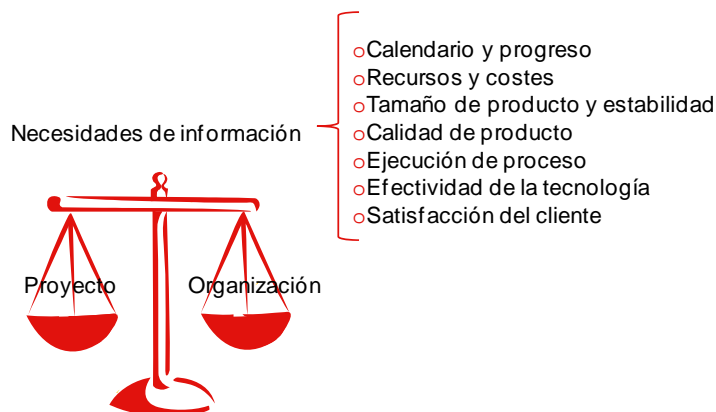 Necesidades de información
Calendario y progreso
Recursos y costes
Tamaño de producto y estabilidad
Calidad de producto
Ejecución de proceso
Efectividad de la tecnología
Satisfacción del cliente
Proyecto
Organización